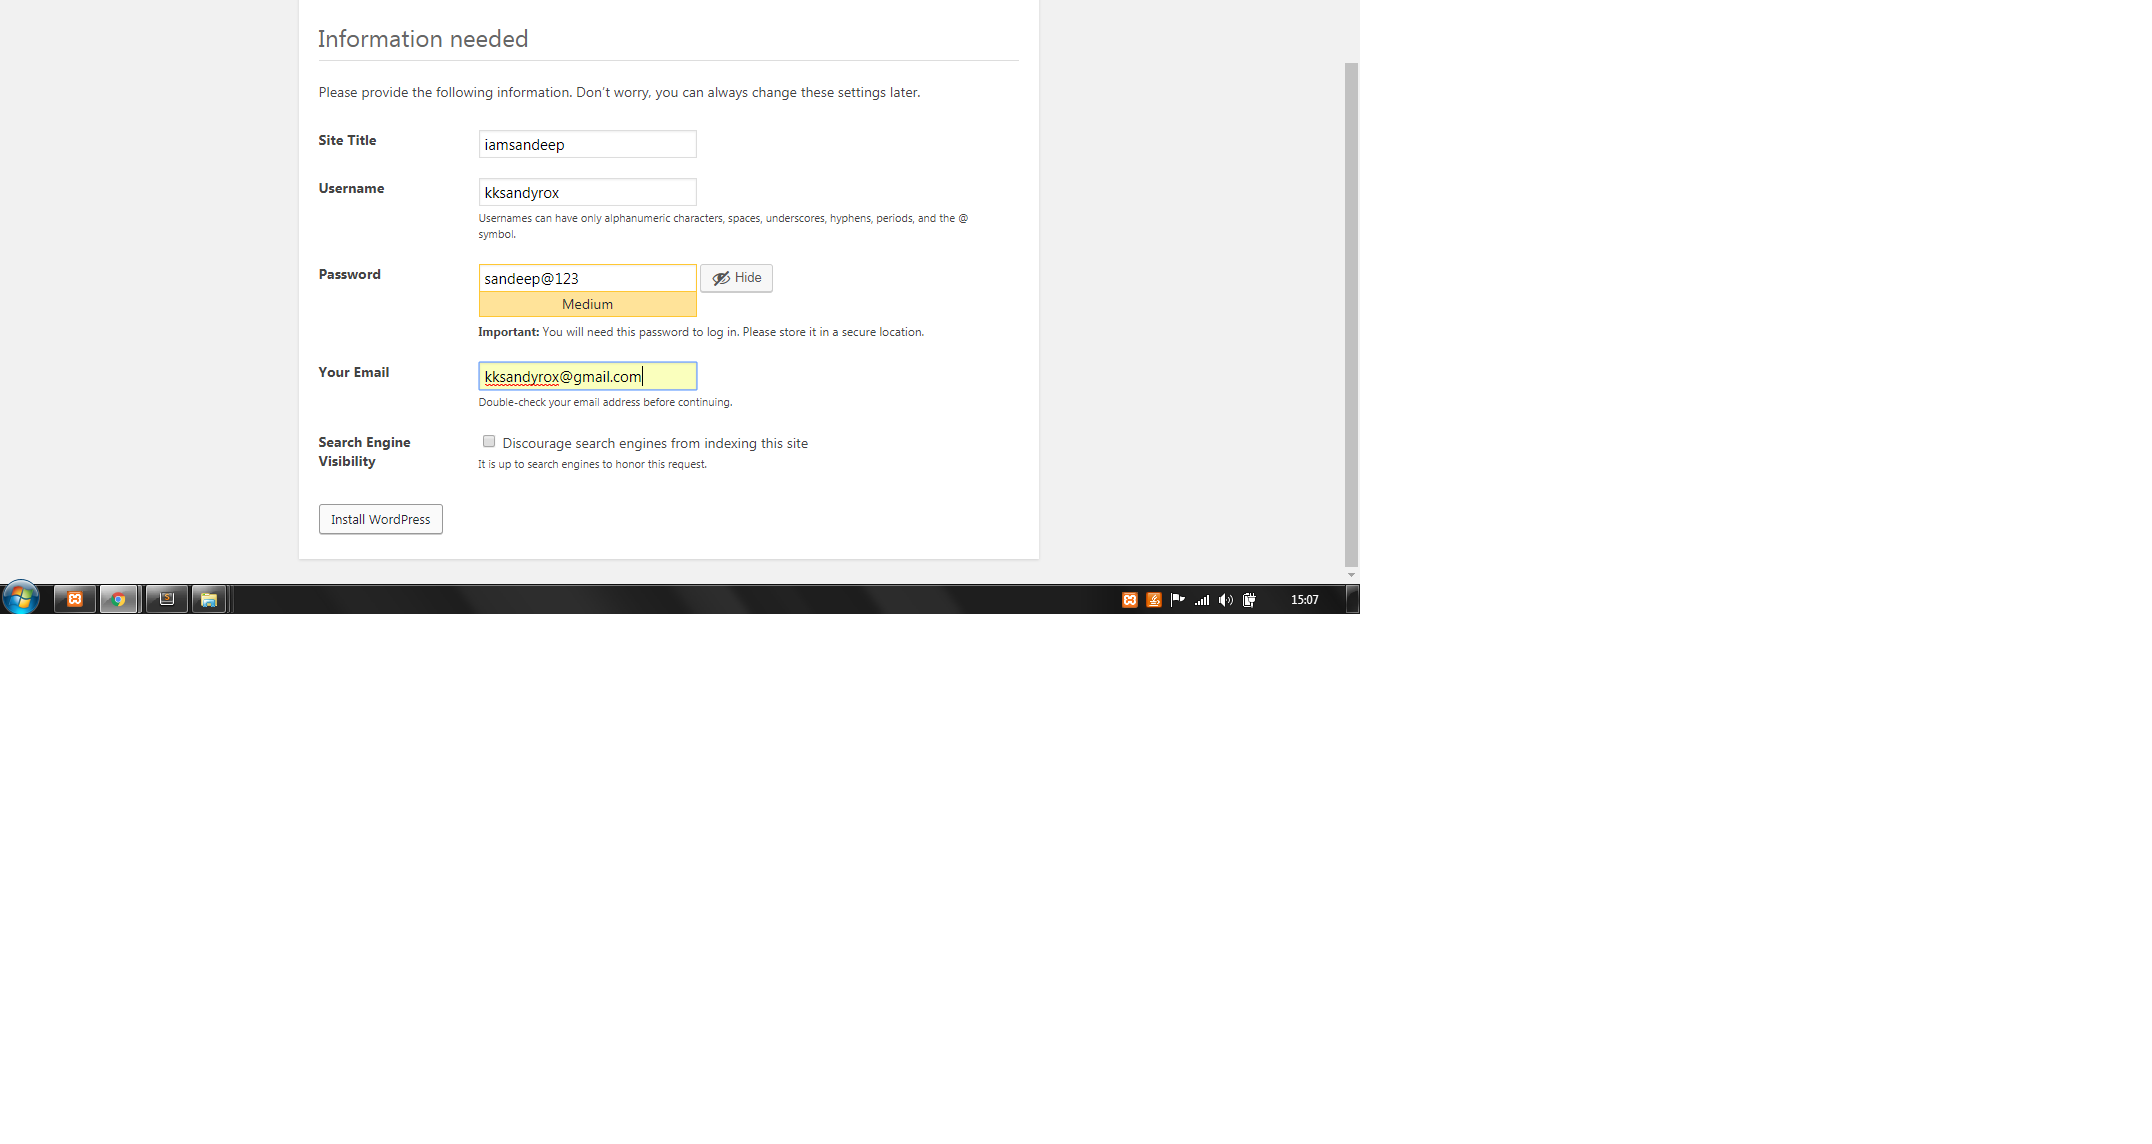 Information needed
Please provide the following information. Don't worry, you can always change these settings later.
Site Title
iamsandeep
Username
kksandyrox
Usernames can have only alphanumeric characters, spaces, underscores, hyphens, periods, and the @
symbol.
Password
sandeep@123
Hide
Medium
Important: You will need this password to log in. Please store it in a secure location.
Your Email
kksandyrox@gmail.com
Double-check your email address before continuing.
Search Engine
Visibility
Discourage search engines from indexing this site
It is up to search engines to honor this request.
Install WordPress
15:07